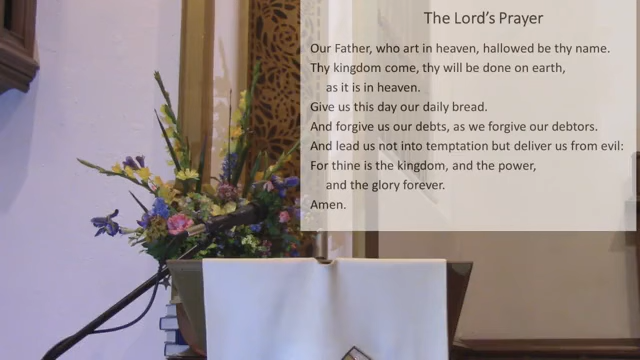 The Lord's Prayer
Our Father, who art in heaven, hallowed be thy name.
Thy kingdom come, thy will be done on earth,
as it is in heaven.
Give us this day our daily bread.
And forgive us our debts, as we forgive our debtors.
And lead us not into temptation but deliver us from evil:
For thine is the kingdom, and the power,
and the glory forever.
Amen.